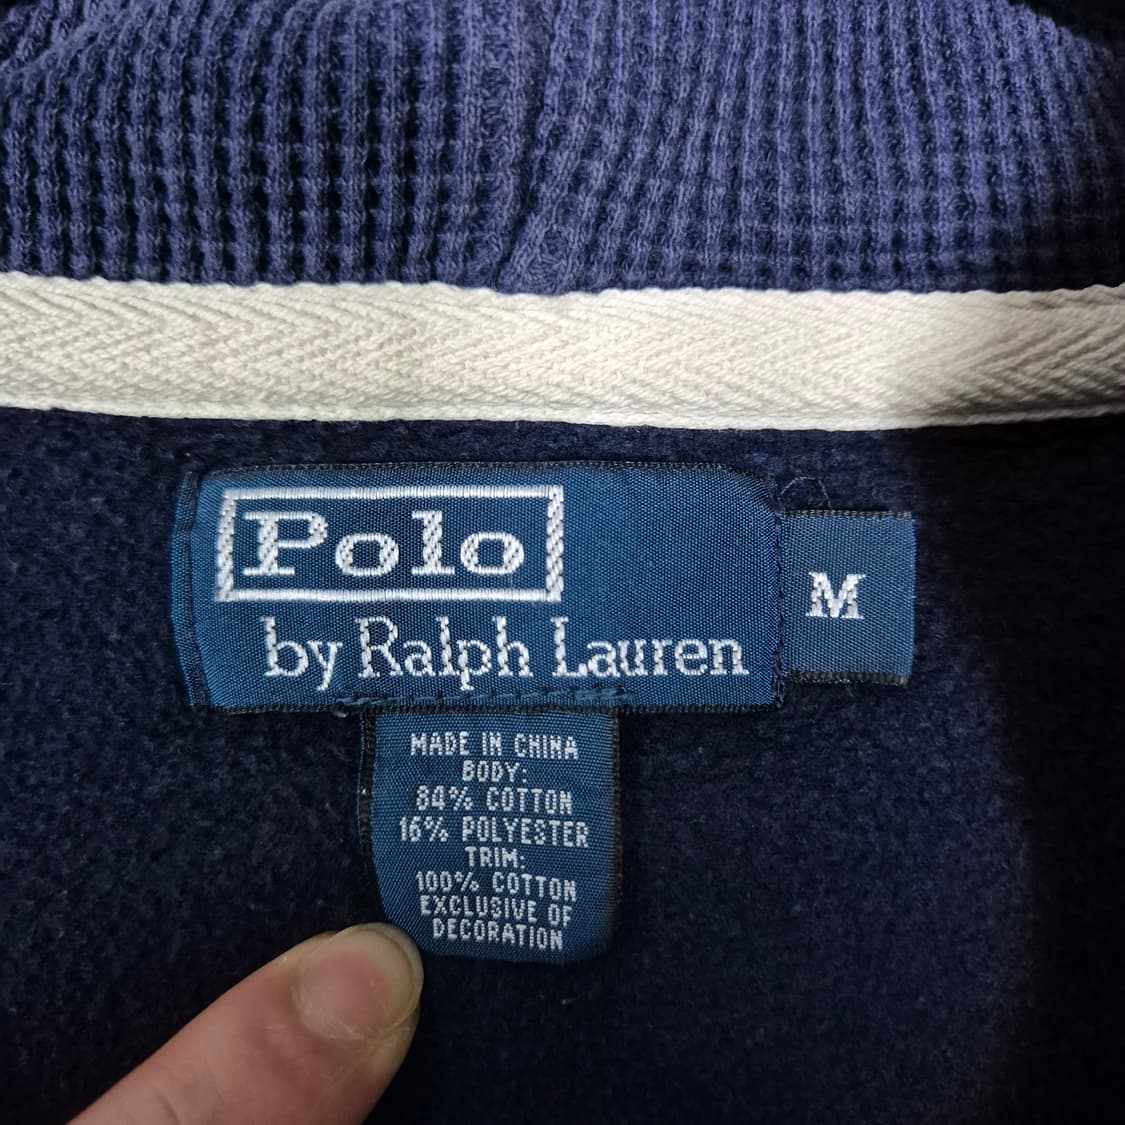 Polo
by Ralph Lauren
M
MADE IN CHINA
BODY:
84% COTTON
16% POLYESTER
TRIM:
100% COTTON
EXCLUSIVE OF
DECORATION